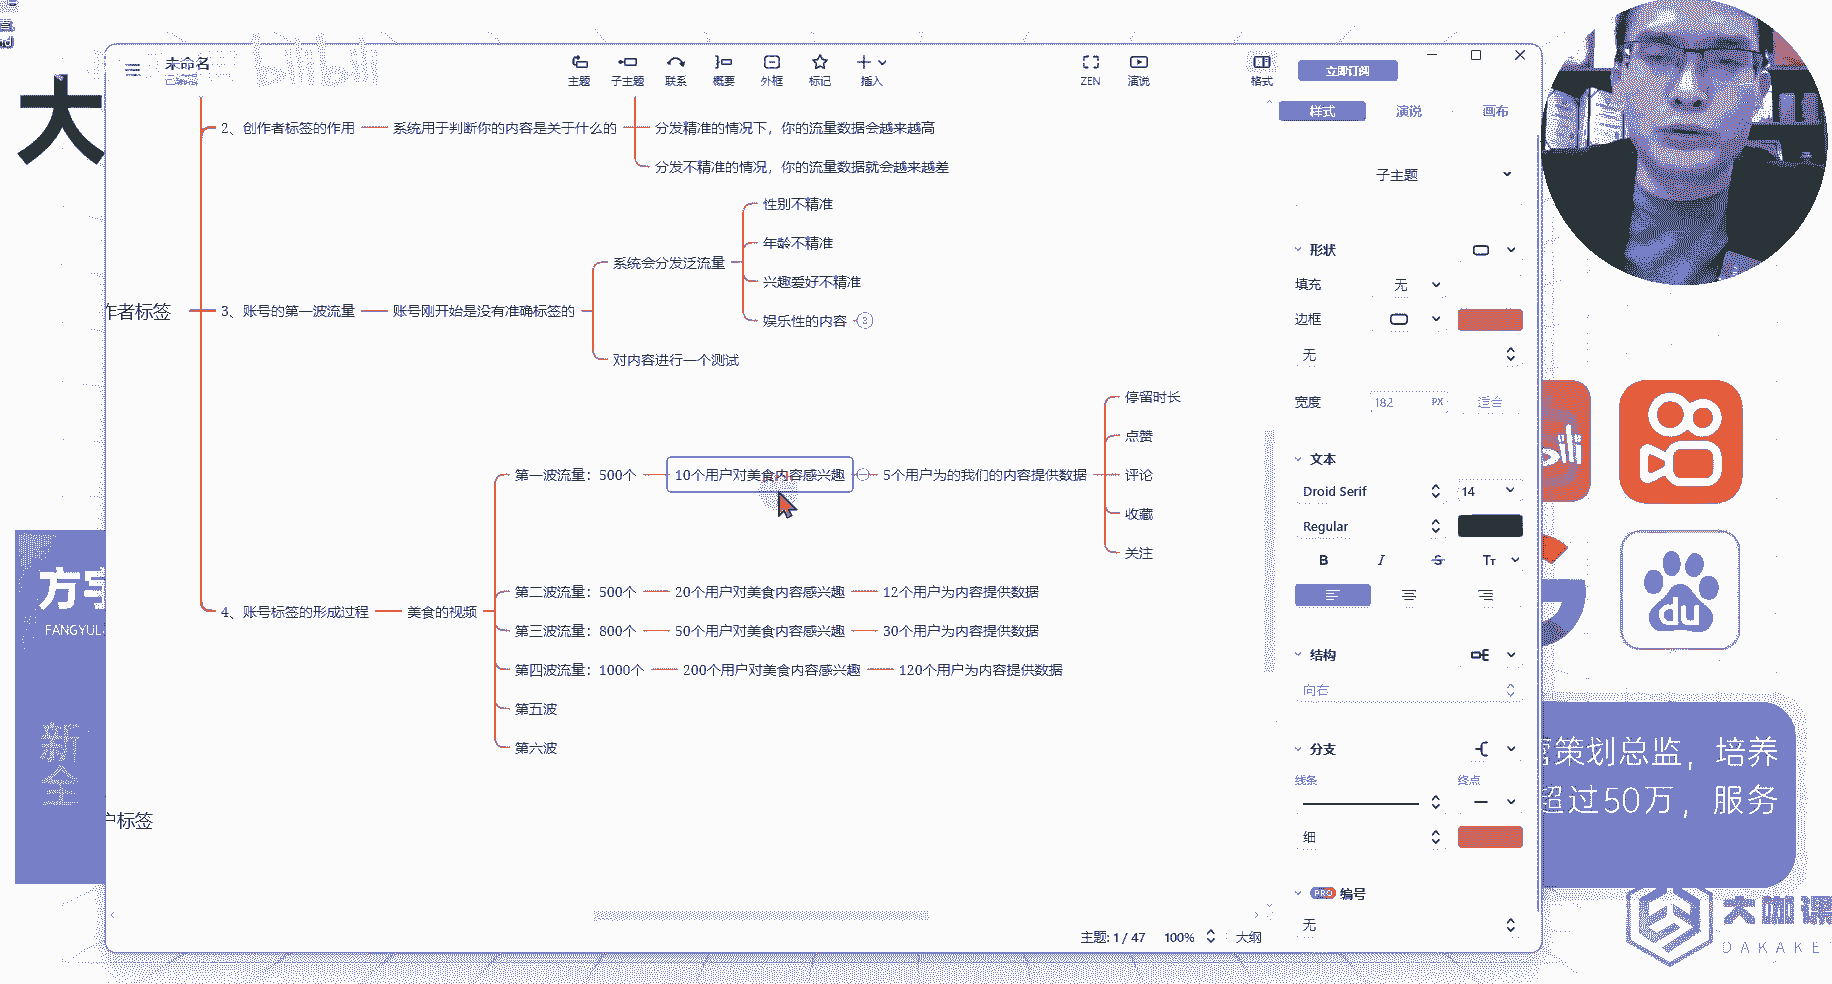 未命名
已编辑
bilibili
主题
子主题
联系
概要
外框
标记
插入
ZEN
演说
格式
立即订阅
大
样式
演说
画布
2、创作者标签的作用
系统用于判断你的内容是关于什么的
分发精准的情况下，你的流量数据会越来越高
分发不精准的情况，你的流量数据就会越来越差
子主题
性别不精准
年龄不精准
系统会分发泛流量
兴趣爱好不精准
娱乐性的内容
2
作者标签
3、账号的第一波流量
账号刚开始是没有准确标签的
对内容进行一个测试
形状
填充
无
边框
无
宽度
182
PX
适合
停留时长
点赞
第一波流量：500个
10个用户对美食内容感兴趣
5个用户为的我们的内容提供数据
评论
收藏
关注
文本
Droid Serif
14
Regular
B
I
S
Tт
第二波流量：500个
20个用户对美食内容感兴趣
12个用户为内容提供数据
4、账号标签的形成过程
美食的视频
第三波流量：800个
50个用户对美食内容感兴趣
30个用户为内容提供数据
第四波流量：1000个
200个用户对美食内容感兴趣
120个用户为内容提供数据
第五波
第六波
结构
向右
分支
线条
终点
细
PRO
编号
无
户标签
方宇
FANGYUL
新
全
du
营策划总监，培养
超过50万，服务
主题: 1 / 47
100%
大纲
大咖课
DAKAKE